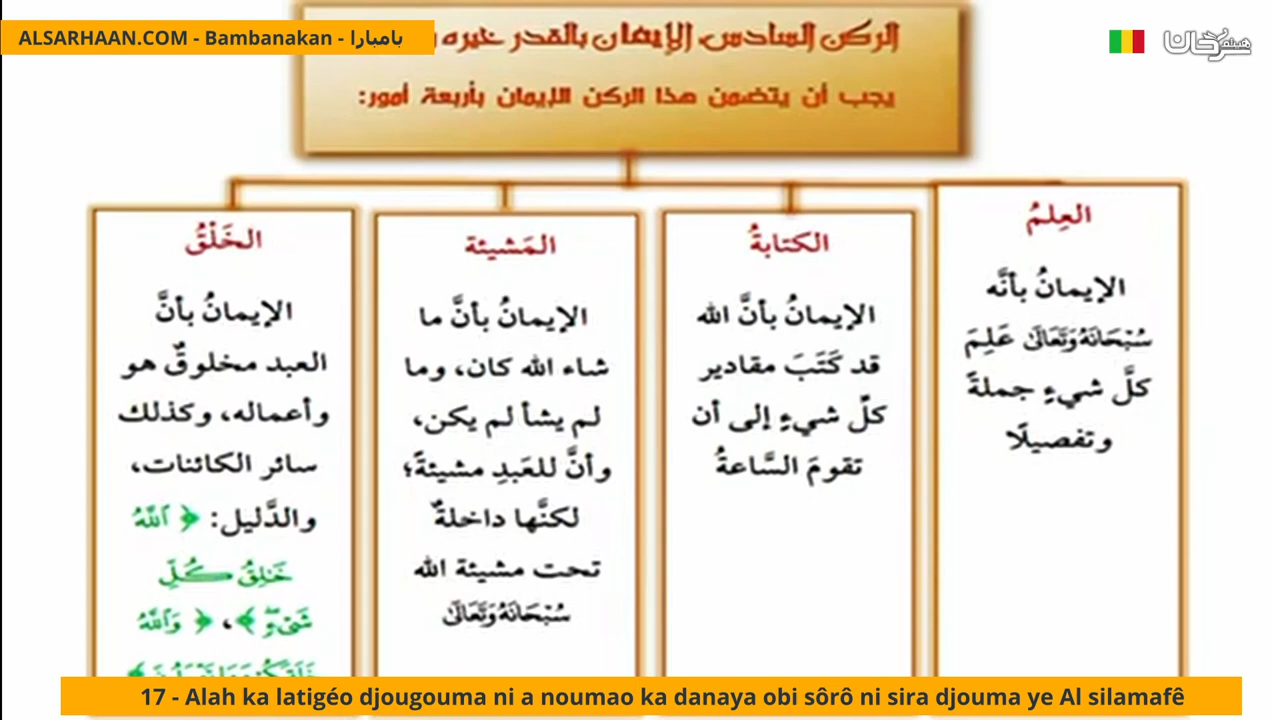 ALSARHAAN.COM - Bambanakan - بامبارا
هيثم سرحان
الركن السادس، الإيمان بالقدر خيره
يجب أن يتضمن هذا الركن الإيمان بأربعة أمور:
العِلمُ
الإيمانُ بأنَّه
سُبْحَانَهُ وَتَعَالَىٰ عَلِمَ
كلَّ شيءٍ جملةً
وتفصيلًا
الكتابةُ
الإيمانُ بأنَّ الله
قد كَتَبَ مقادير
كلِّ شيءٍ إلى أن
تقومَ السَّاعةُ
المَشيئة
الإيمانُ بأنَّ ما
شاء الله كان، وما
لم يشأ لم يكن،
وأنَّ للعَبدِ مشيئةً؛
لكنَّها داخلةٌ
تحت مشيئة الله
سُبْحَانَهُ وَتَعَالَىٰ
الخَلْقُ
الإيمانُ بأنَّ
العبد مخلوقٌ هو
وأعماله، وكذلك
سائر الكائنات،
والدَّليل: ﴿ ٱللَّهُ
خَٰلِقُ كُلِّ
شَىْءٍ ﴾، ﴿ وَٱللَّهُ
17 - Alah ka latigéo djougouma ni a noumao ka danaya obi sôrô ni sira djouma ye Al silamafê